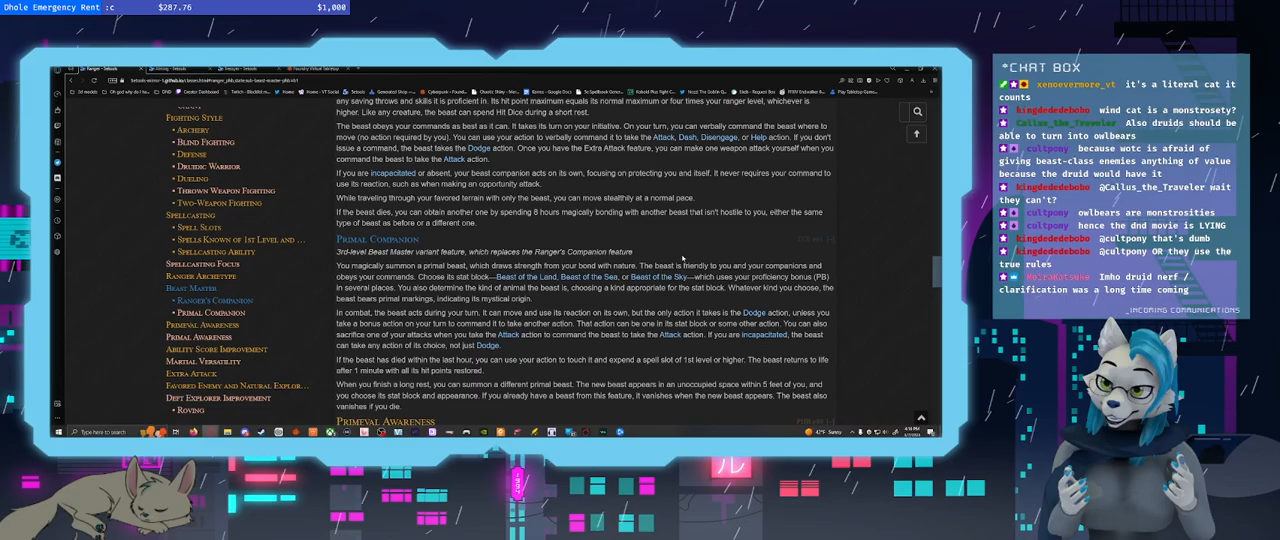 Dhole Emergency Rent :c $287.76 $1,000
any saving throws and skills it is proficient in. Its hit point maximum equals its normal maximum or four times your ranger level, whichever is
higher. Like any creature, the beast can spend Hit Dice during a short rest.
The beast obeys your commands as best as it can. It takes its turn on your initiative. On your turn, you can verbally command the beast where to
move (no action required by you). You can use your action to verbally command it to take the Attack, Dash, Disengage, or Help action. If you don't
issue a command, the beast takes the Dodge action. Once you have the Extra Attack feature, you can make one weapon attack yourself when you
command the beast to take the Attack action.
If you are incapacitated or absent, your beast companion acts on its own, focusing on protecting you and itself. It never requires your command to
use its reaction, such as when making an opportunity attack.
While traveling through your favored terrain with only the beast, you can move stealthily at a normal pace.
If the beast dies, you can obtain another one by spending 8 hours magically bonding with another beast that isn't hostile to you, either the same
type of beast as before or a different one.
PRIMAL COMPANION
3rd-level Beast Master variant feature, which replaces the Ranger's Companion feature
You magically summon a primal beast, which draws strength from your bond with nature. The beast is friendly to you and your companions and
obeys your commands. Choose its stat block—Beast of the Land, Beast of the Sea, or Beast of the Sky—which uses your proficiency bonus (PB)
in several places. You also determine the kind of animal the beast is, choosing a kind appropriate for the stat block. Whatever kind you choose, the
beast bears primal markings, indicating its mystical origin.
In combat, the beast acts during your turn. It can move and use its reaction on its own, but the only action it takes is the Dodge action, unless you
take a bonus action on your turn to command it to take another action. That action can be one in its stat block or some other action. You can also
sacrifice one of your attacks when you take the Attack action to command the beast to take the Attack action. If you are incapacitated, the beast
can take any action of its choice, not just Dodge.
If the beast has died within the last hour, you can use your action to touch it and expend a spell slot of 1st level or higher. The beast returns to life
after 1 minute with all its hit points restored.
When you finish a long rest, you can summon a different primal beast. The new beast appears in an unoccupied space within 5 feet of you, and
you choose its stat block and appearance. If you already have a beast from this feature, it vanishes when the new beast appears. The beast also
vanishes if you die.
PRIMEVAL AWARENESS
FIGHTING STYLE
• ARCHERY
• BLIND FIGHTING
• DEFENSE
• DRUIDIC WARRIOR
• DUELING
• THROWN WEAPON FIGHTING
• TWO-WEAPON FIGHTING
SPELLCASTING
• SPELL SLOTS
• SPELLS KNOWN OF 1ST LEVEL AND ...
• SPELLCASTING ABILITY
SPELLCASTING FOCUS
RANGER ARCHETYPE
BEAST MASTER
• RANGER'S COMPANION
• PRIMAL COMPANION
PRIMEVAL AWARENESS
PRIMAL AWARENESS
ABILITY SCORE IMPROVEMENT
MARTIAL VERSATILITY
EXTRA ATTACK
FAVORED ENEMY AND NATURAL EXPLOR...
DEFT EXPLORER IMPROVEMENT
• ROVING
Type here to search
42°F Sunny
4:16 PM
*CHAT BOX
xenoevermore_vt it's a literal cat it
counts
kingdededebobo wind cat is a monstrosety?
Callus_the_Traveler Also druids should be
able to turn into owlbears
cultpony because wotc is afraid of
giving beast-class enemies anything of value
because the druid would have it
kingdededebobo @Callus_the_Traveler wait
they can't?
cultpony owlbears are monstrosities
cultpony hence the dnd movie is LYING
kingdededebobo @cultpony that's dumb
kingdededebobo @cultpony OR they use the
true rules
Imho druid nerf /
clarification was a long time coming
_INCOMING COMMUNICATIONS
ル